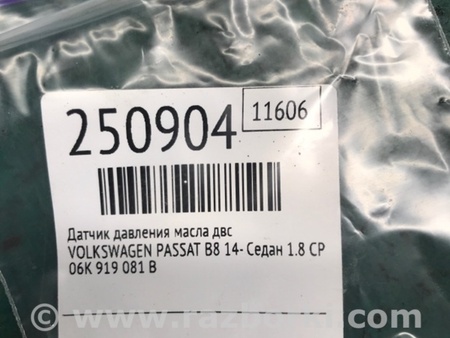 250904
11606
Датчик давления масла двс
VOLKSWAGEN PASSAT B8 14- Седан 1.8 CP
06K 919 081 B